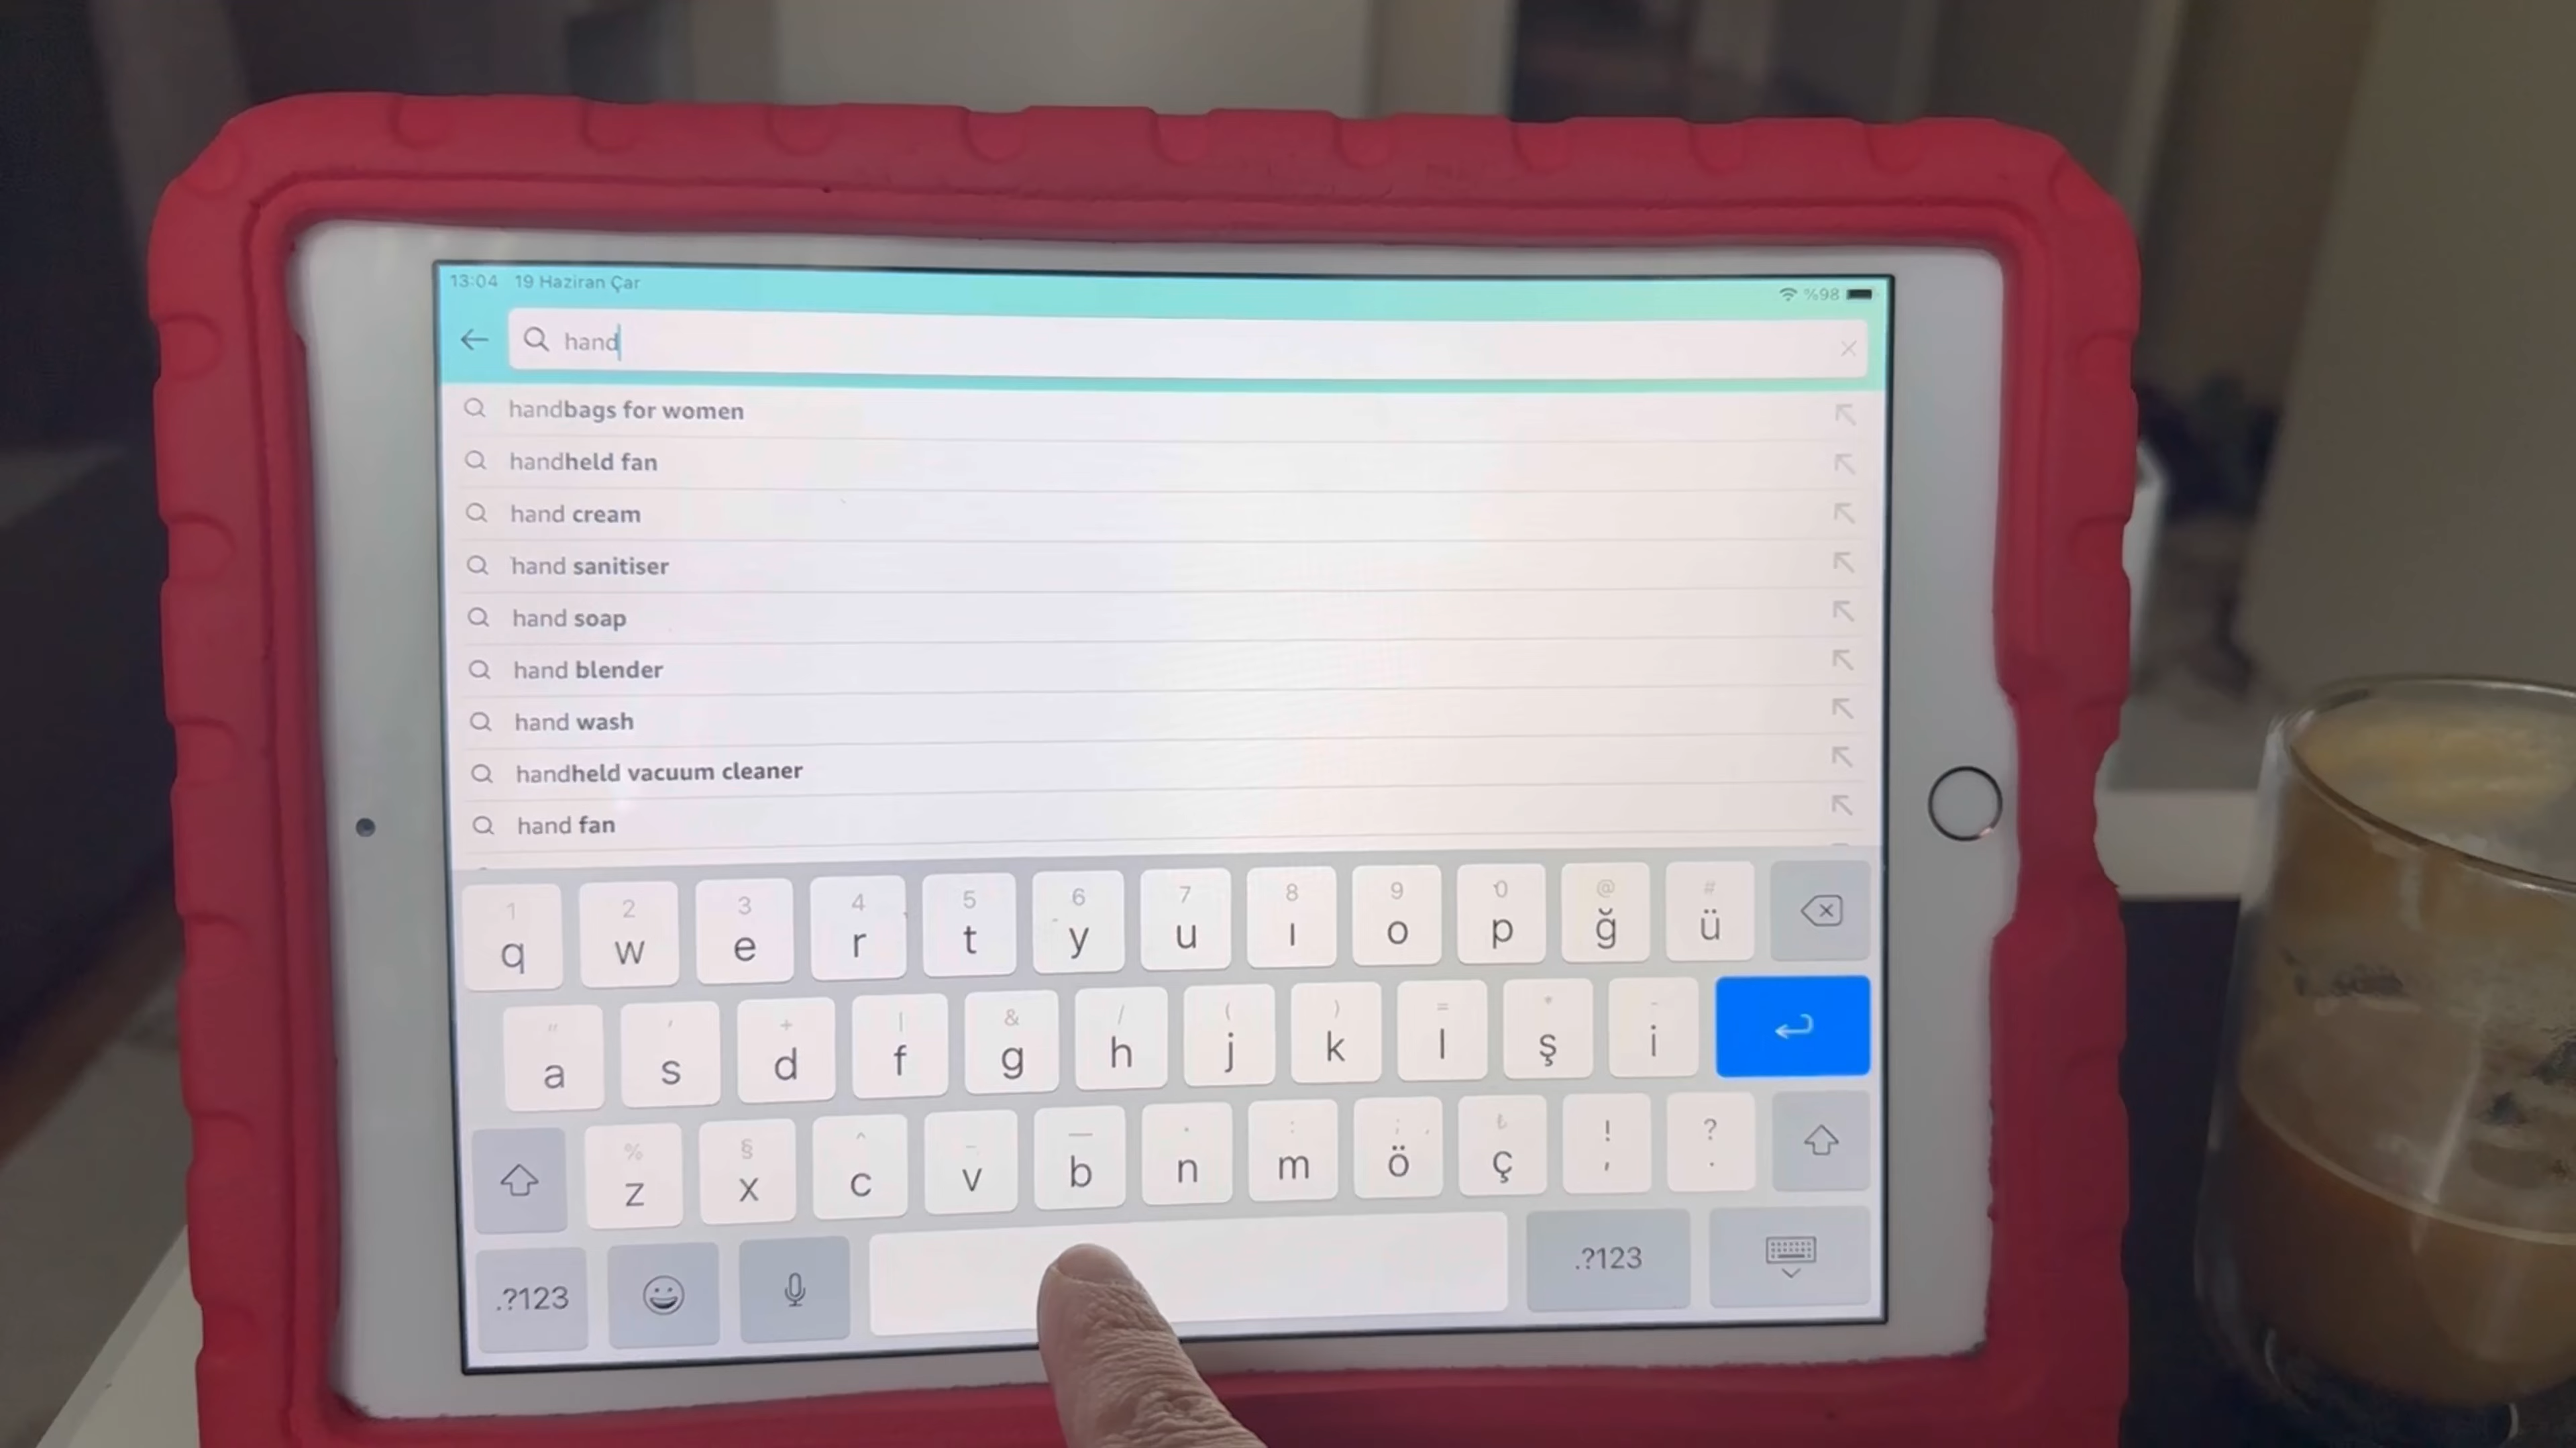 13:04 19 Haziran Çar %98
hand
handbags for women
handheld fan
hand cream
hand sanitiser
hand soap
hand blender
hand wash
handheld vacuum cleaner
hand fan
1 2 3 4 5 6 7 8 9 0 @ #
q w e r t y u ı o p ğ ü
" ' + | & / ( ) = * -
a s d f g h j k l ş i
% § ^ _ — . : ; ₺ ! ?
z x c v b n m ö ç , .
.?123 .?123